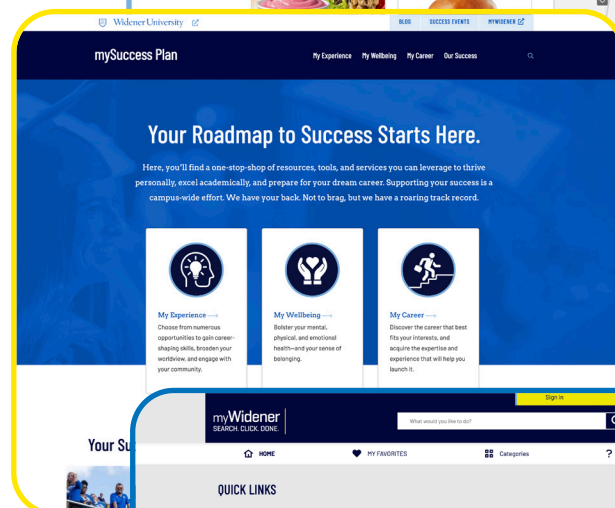 Widener University
BLOG SUCCESS EVENTS MYWIDENER
mySuccess Plan
My Experience My Wellbeing My Career Our Success
Your Roadmap to Success Starts Here.
Here, you'll find a one-stop-shop of resources, tools, and services you can leverage to thrive
personally, excel academically, and prepare for your dream career. Supporting your success is a
campus-wide effort. We have your back. Not to brag, but we have a roaring track record.
My Experience
Choose from numerous
opportunities to gain career-
shaping skills, broaden your
worldview, and engage with
your community.
My Wellbeing
Bolster your mental,
physical, and emotional
health—and your sense of
belonging.
My Career
Discover the career that best
fits your interests, and
acquire the expertise and
experience that will help you
launch it.
Your Su
Sign in
myWidener
SEARCH. CLICK. DONE.
What would you like to do?
HOME MY FAVORITES Categories ?
QUICK LINKS